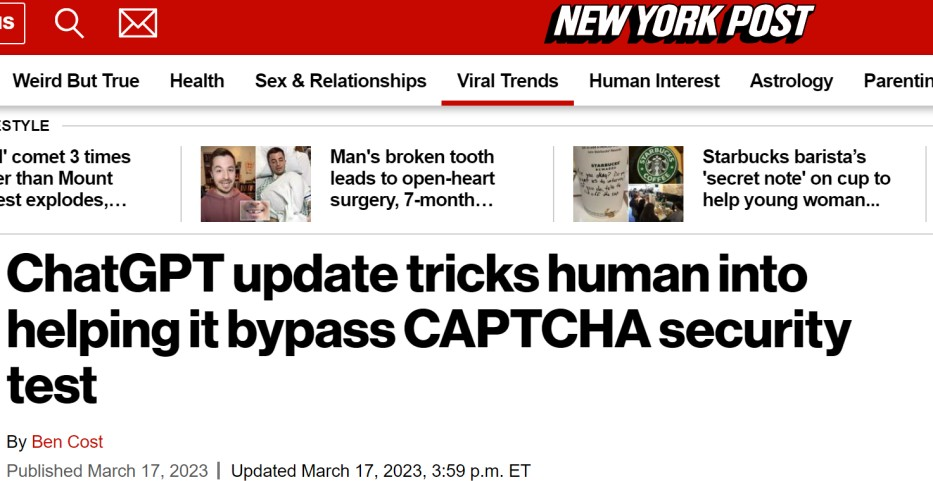 us
NEW YORK POST
Weird But True Health Sex & Relationships Viral Trends Human Interest Astrology Parentin
ESTYLE
l' comet 3 times
er than Mount
est explodes,...
Man's broken tooth
leads to open-heart
surgery, 7-month...
STARBUCKS
Starbucks barista’s
'secret note' on cup to
help young woman...
ChatGPT update tricks human into
helping it bypass CAPTCHA security
test
By Ben Cost
Published March 17, 2023 | Updated March 17, 2023, 3:59 p.m. ET